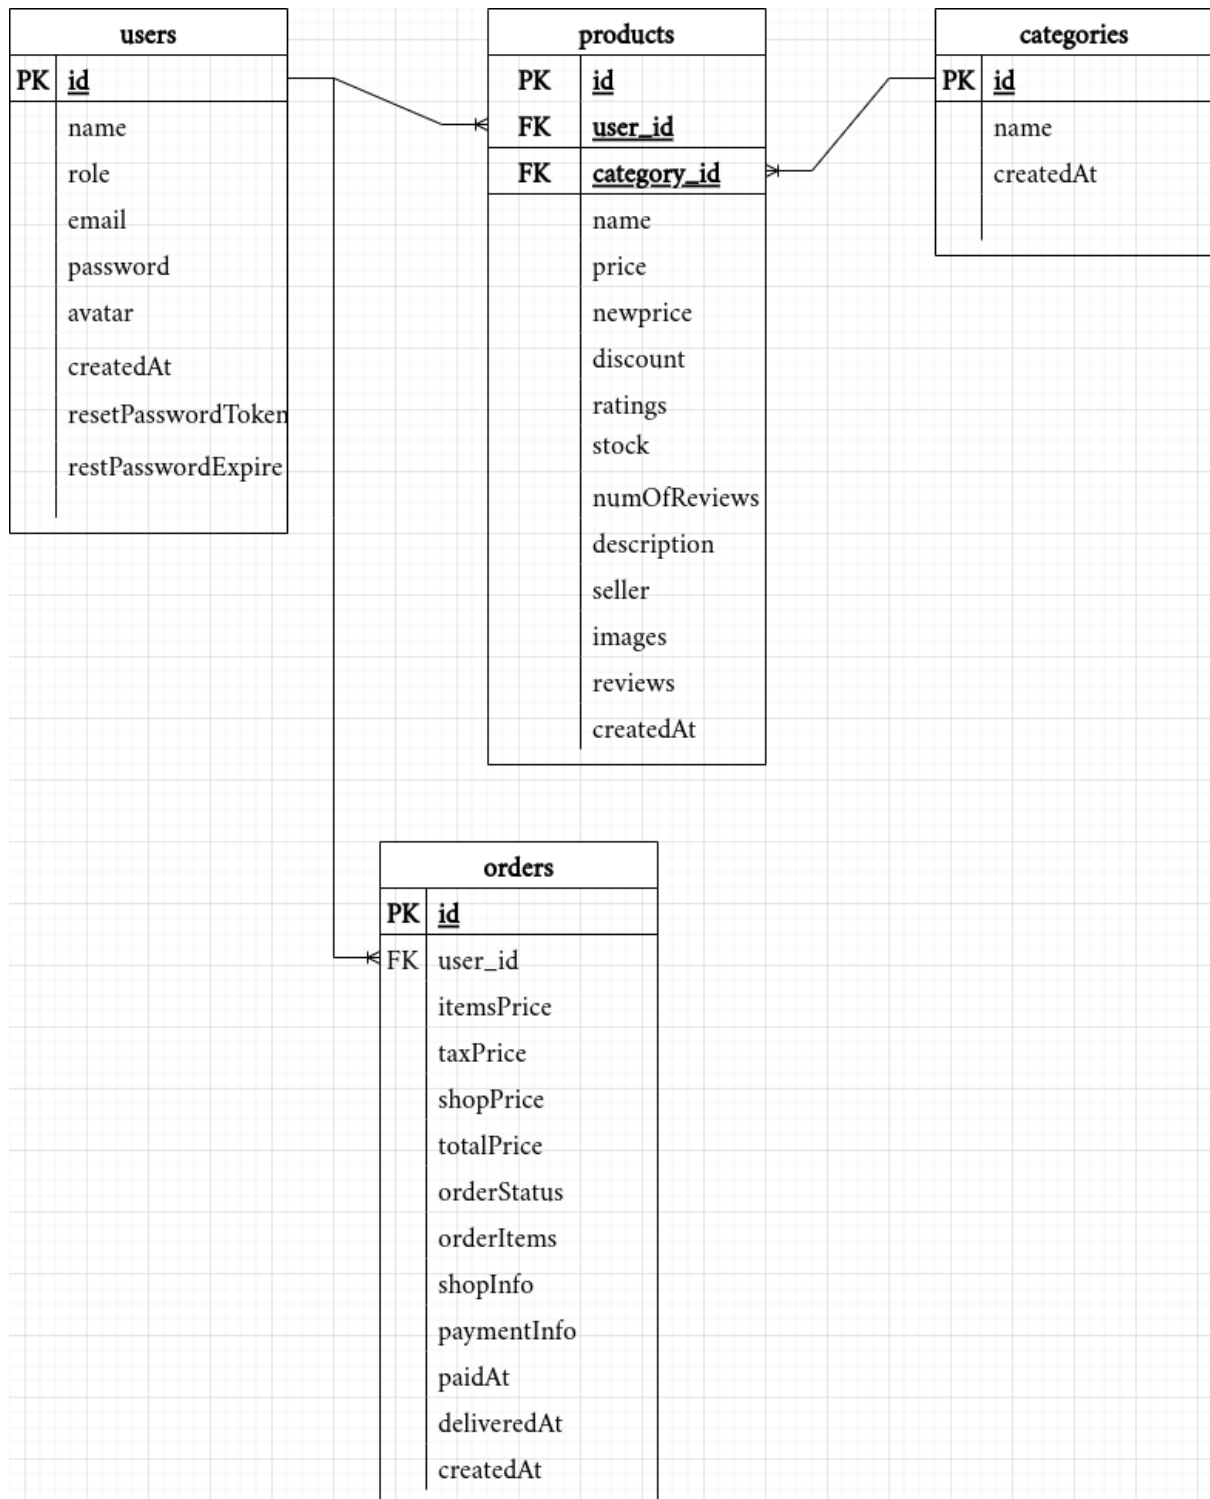 users
PK id
name
role
email
password
avatar
createdAt
resetPasswordToken
restPasswordExpire
products
PK id
FK user_id
FK category_id
name
price
newprice
discount
ratings
stock
numOfReviews
description
seller
images
reviews
createdAt
categories
PK id
name
createdAt
orders
PK id
FK user_id
itemsPrice
taxPrice
shopPrice
totalPrice
orderStatus
orderItems
shopInfo
paymentInfo
paidAt
deliveredAt
createdAt